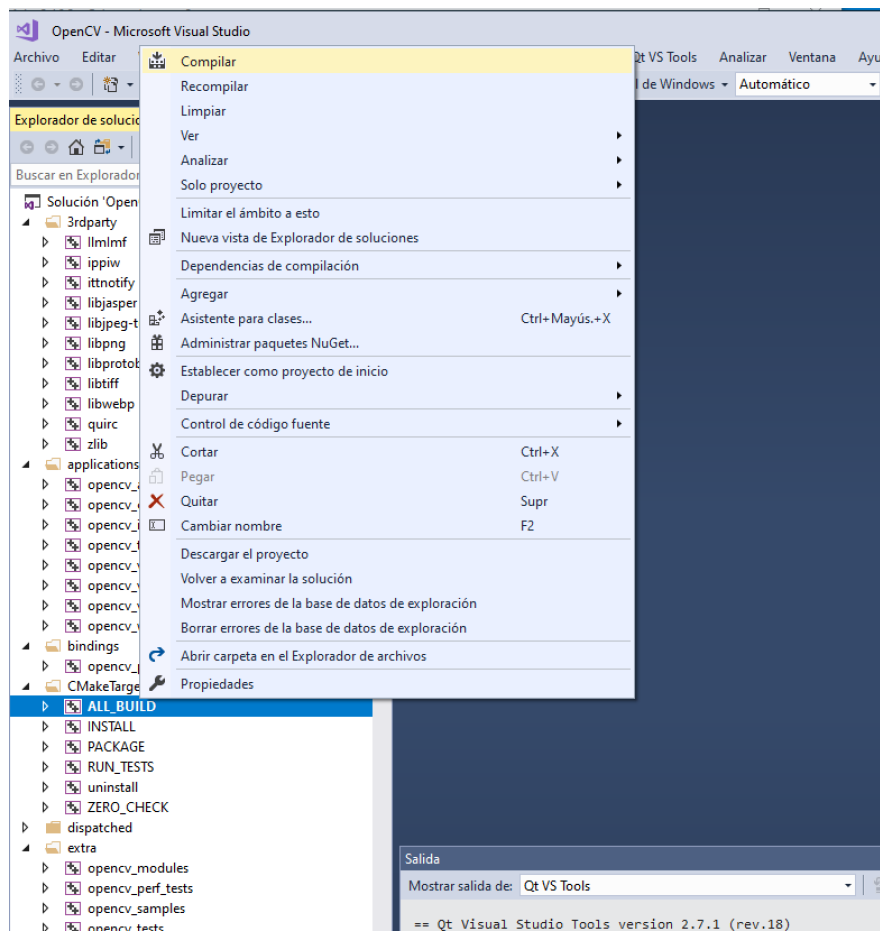 OpenCV - Microsoft Visual Studio
Archivo Editar Qt VS Tools Analizar Ventana
de Windows Automático
Explorador de
Buscar en Explorador
Solución
3rdparty
llmlmf
ippiw
ittnotify
libjasper
libpng
libtiff
libwebp
quirc
zlib
applications
bindings
ALL_BUILD
INSTALL
PACKAGE
RUN_TESTS
uninstall
ZERO_CHECK
dispatched
extra
opencv_modules
opencv_perf_tests
opencv_samples
opencv_tests
Compilar
Recompilar
Limpiar
Ver
Analizar
Solo proyecto
Limitar el ámbito a esto
Nueva vista de Explorador de soluciones
Dependencias de compilación
Agregar
Asistente para clases... Ctrl+Mayús.+X
Administrar paquetes NuGet...
Establecer como proyecto de inicio
Depurar
Control de código fuente
Cortar Ctrl+X
Pegar Ctrl+V
Quitar Supr
Cambiar nombre F2
Descargar el proyecto
Volver a examinar la solución
Mostrar errores de la base de datos de exploración
Borrar errores de la base de datos de exploración
Abrir carpeta en el Explorador de archivos
Propiedades
Salida
Mostrar salida de: Qt VS Tools
== Qt Visual Studio Tools version 2.7.1 (rev.18)